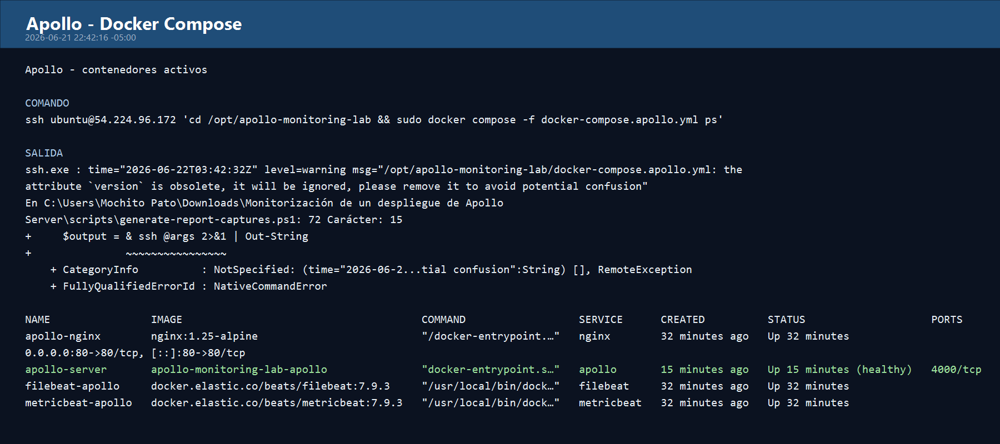 Apollo - Docker Compose
2026-06-21 22:42:16 -05:00
Apollo - contenedores activos
COMANDO
ssh ubuntu@54.224.96.172 'cd /opt/apollo-monitoring-lab && sudo docker compose -f docker-compose.apollo.yml ps'
SALIDA
ssh.exe : time="2026-06-22T03:42:32Z" level=warning msg="/opt/apollo-monitoring-lab/docker-compose.apollo.yml: the
attribute `version` is obsolete, it will be ignored, please remove it to avoid potential confusion"
En C:\Users\Mochito Pato\Downloads\Monitorización de un despliegue de Apollo
Server\scripts\generate-report-captures.ps1: 72 Carácter: 15
+     $output = & ssh @args 2>&1 | Out-String
+               ~~~~~~~~~~~~~~~~
    + CategoryInfo          : NotSpecified: (time="2026-06-2...tial confusion":String) [], RemoteException
    + FullyQualifiedErrorId : NativeCommandError
NAME                IMAGE                                      COMMAND                  SERVICE      CREATED          STATUS                    PORTS
apollo-nginx        nginx:1.25-alpine                          "/docker-entrypoint.…"   nginx        32 minutes ago   Up 32 minutes
0.0.0.0:80->80/tcp, [::]:80->80/tcp
apollo-server       apollo-monitoring-lab-apollo               "docker-entrypoint.s…"   apollo       15 minutes ago   Up 15 minutes (healthy)   4000/tcp
filebeat-apollo     docker.elastic.co/beats/filebeat:7.9.3     "/usr/local/bin/dock…"   filebeat     32 minutes ago   Up 32 minutes
metricbeat-apollo   docker.elastic.co/beats/metricbeat:7.9.3   "/usr/local/bin/dock…"   metricbeat   32 minutes ago   Up 32 minutes